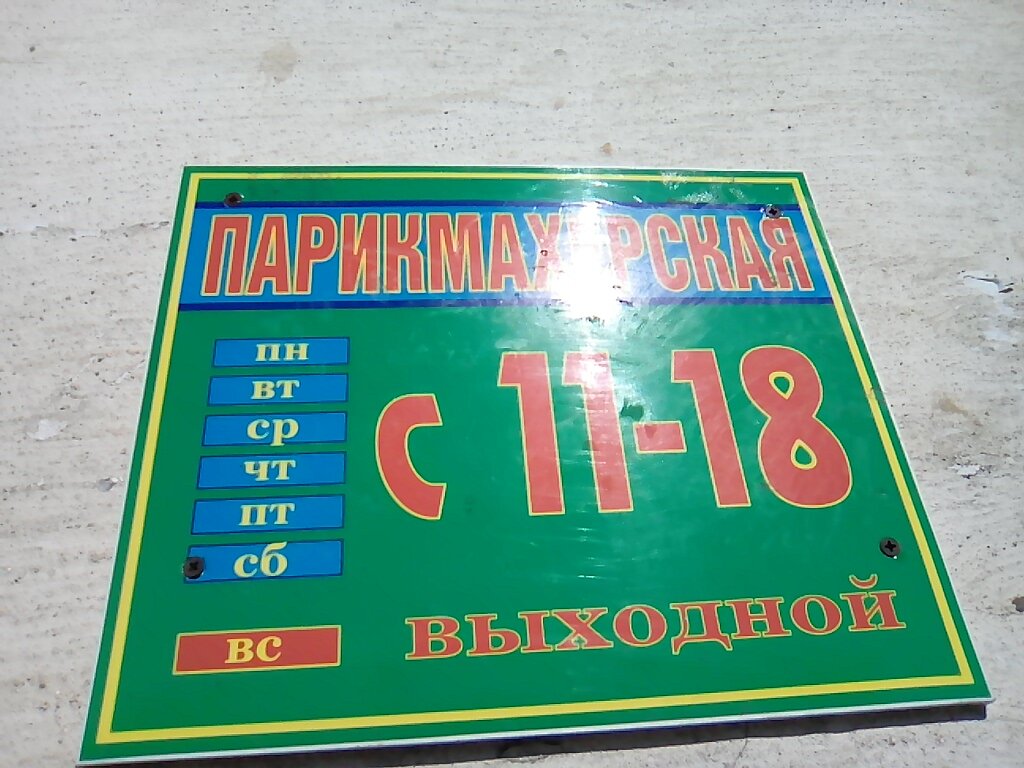 ПАРИКМАХЕРСКАЯ
пн
вт
ср
чт
пт
сб
с 11-18
вс
выходной